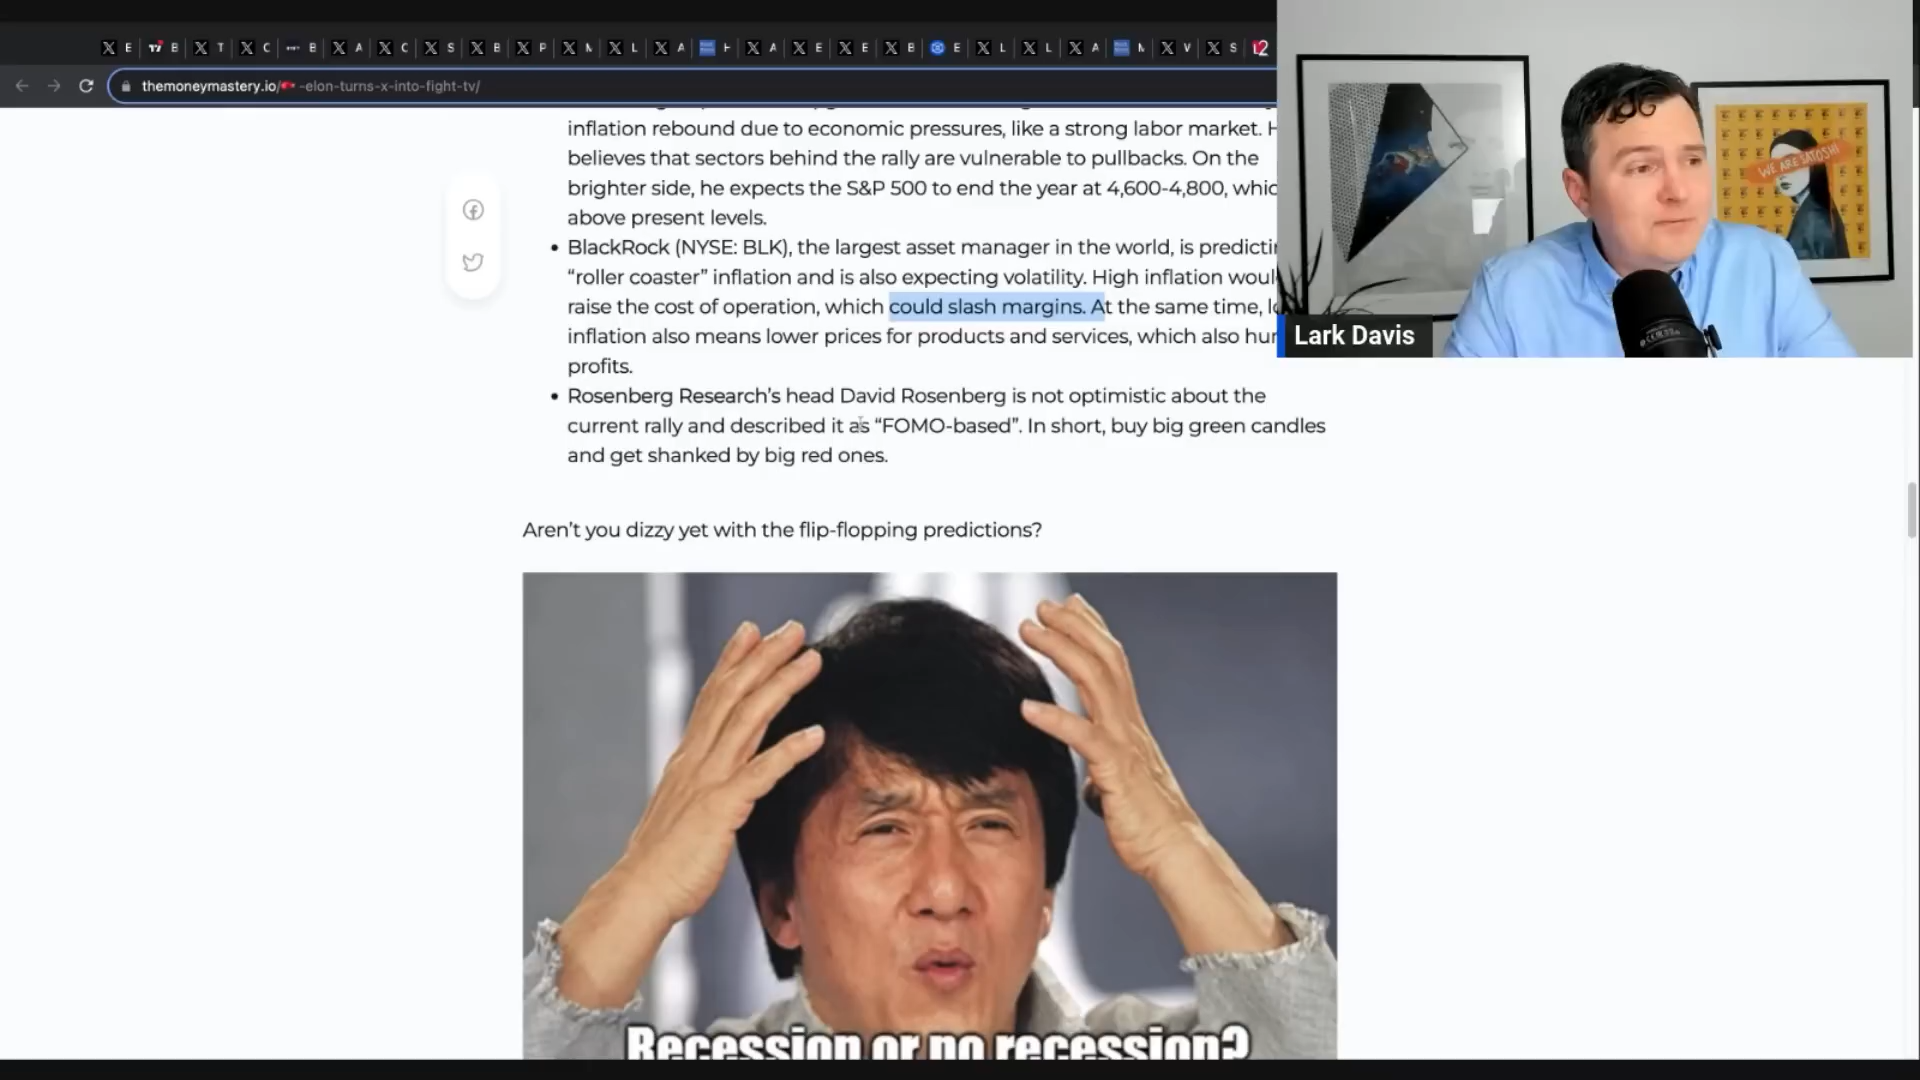 E B T C B A C S B P L A H A E E B E L L A V S 2
themoneymastery.io/ -elon-turns-x-into-fight-tv/
inflation rebound due to economic pressures, like a strong labor market. H
believes that sectors behind the rally are vulnerable to pullbacks. On the
brighter side, he expects the S&P 500 to end the year at 4,600-4,800, whic
above present levels.
• BlackRock (NYSE: BLK), the largest asset manager in the world, is predicti
“roller coaster” inflation and is also expecting volatility. High inflation woul
raise the cost of operation, which could slash margins. At the same time, lo
inflation also means lower prices for products and services, which also hur
profits.
• Rosenberg Research’s head David Rosenberg is not optimistic about the
current rally and described it as “FOMO-based”. In short, buy big green candles
and get shanked by big red ones.
Aren’t you dizzy yet with the flip-flopping predictions?
Recession or no recession?
WE ARE SATOSHI
Lark Davis